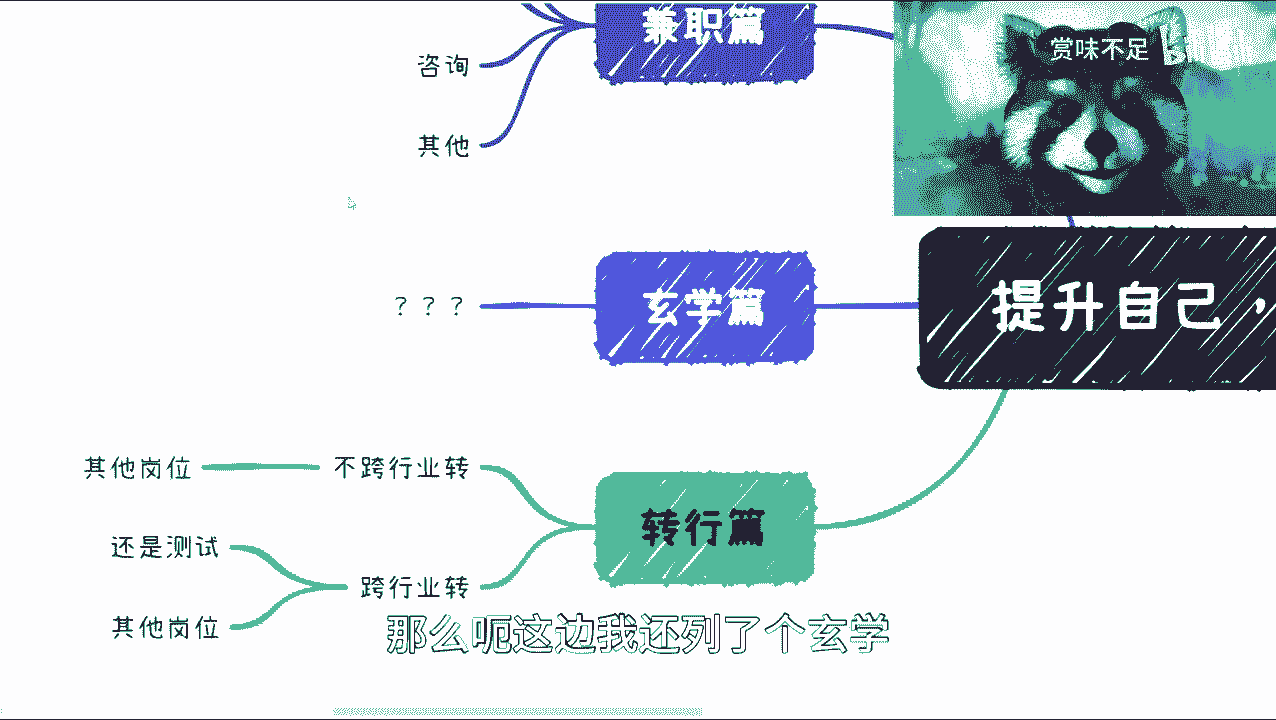 兼职篇
咨询
其他
赏味不足
玄学篇
？？？
提升自己，
转行篇
不跨行业转
其他岗位
跨行业转
还是测试
其他岗位
那么呃这边我还列了个玄学